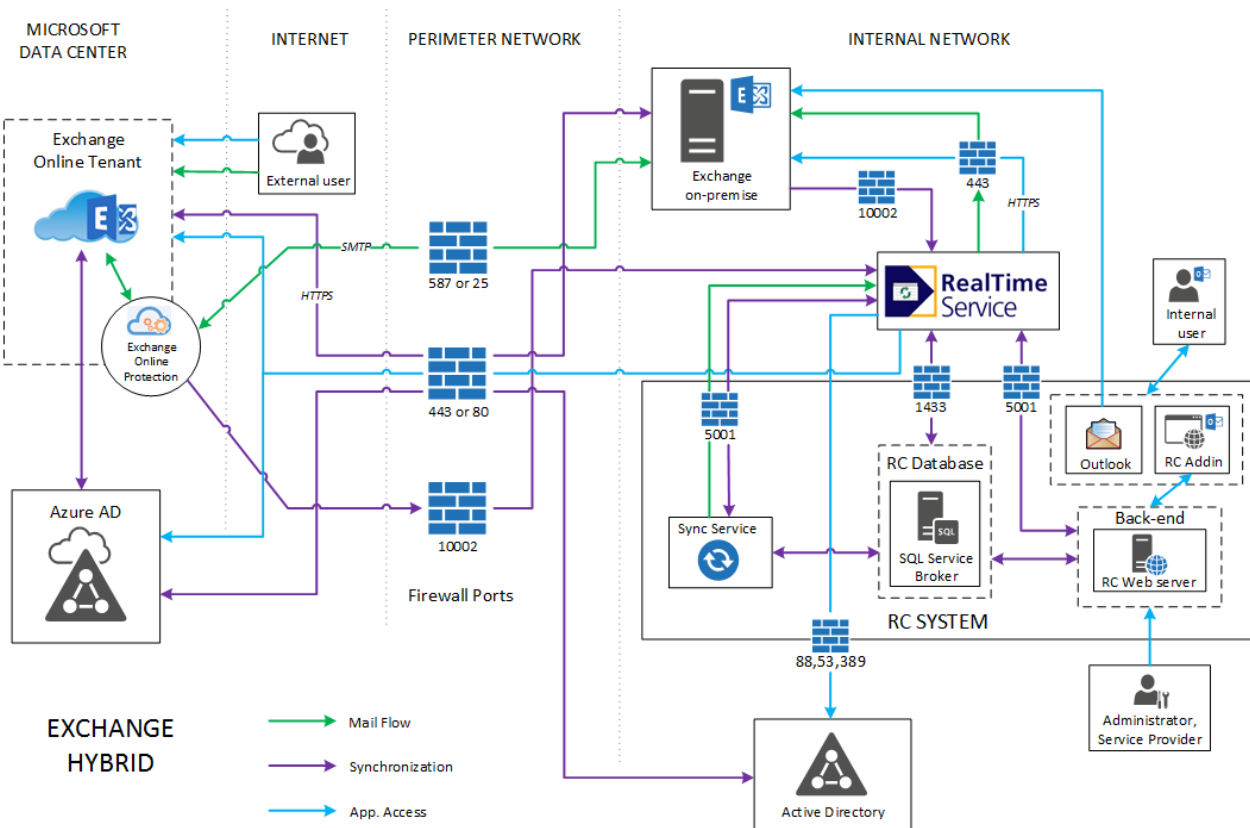 MICROSOFT
DATA CENTER
INTERNET
PERIMETER NETWORK
INTERNAL NETWORK
Exchange
Online Tenant
E
External user
E
Exchange
on-premise
443
10002
HTTPS
SMTP
587 or 25
HTTPS
RealTime
Service
Internal
user
Exchange
Online
Protection
443 or 80
5001
1433
5001
Outlook
RC Addin
RC Database
Azure AD
10002
Sync Service
SQL
SQL Service
Broker
Back-end
RC Web server
Firewall Ports
RC SYSTEM
88,53,389
EXCHANGE
HYBRID
Mail Flow
Synchronization
App. Access
Active Directory
Administrator,
Service Provider